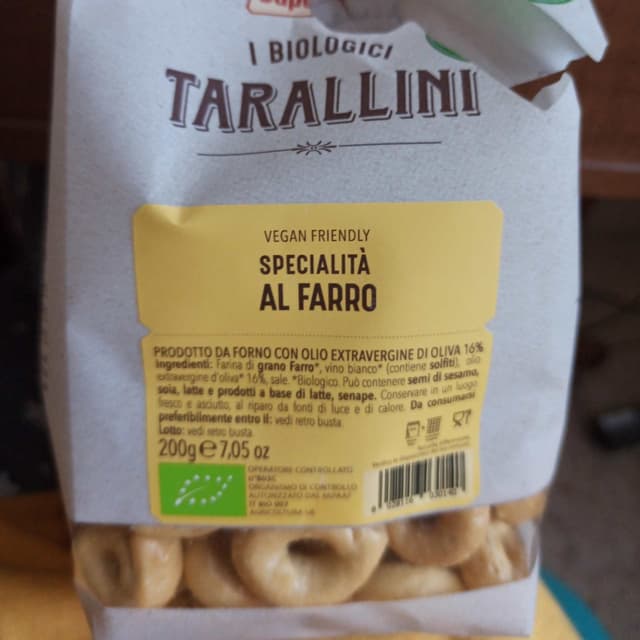 I BIOLOGICI
TARALLINI
VEGAN FRIENDLY
SPECIALITÀ
AL FARRO
PRODOTTO DA FORNO CON OLIO EXTRAVERGINE DI OLIVA 16%
Ingredienti: Farina di grano Farro*, vino bianco* (contiene solfiti), olio
extravergine d'oliva* 16%, sale. *Biologico. Può contenere semi di sesamo,
soia, latte e prodotti a base di latte, senape. Conservare in un luogo
fresco e asciutto, al riparo da fonti di luce e di calore. Da consumarsi
preferibilmente entro il: vedi retro busta.
Lotto: vedi retro busta.
200g e 7,05 oz
OPERATORE CONTROLLATO
ORGANISMO DI CONTROLLO
AUTORIZZATO DAL MIPAAF
IT BIO 007